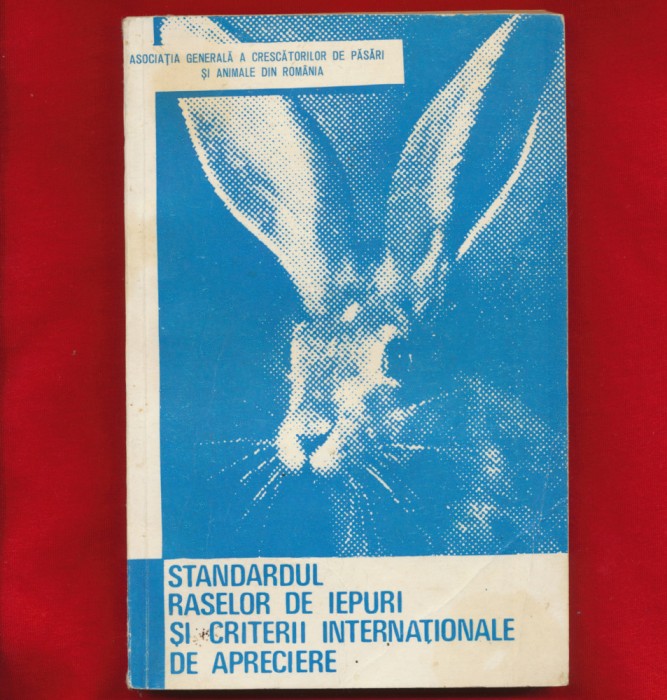 ASOCIAȚIA GENERALĂ A CRESCĂTORILOR DE PĂSĂRI
ȘI ANIMALE DIN ROMÂNIA
STANDARDUL
RASELOR DE IEPURI
ȘI CRITERII INTERNAȚIONALE
DE APRECIERE